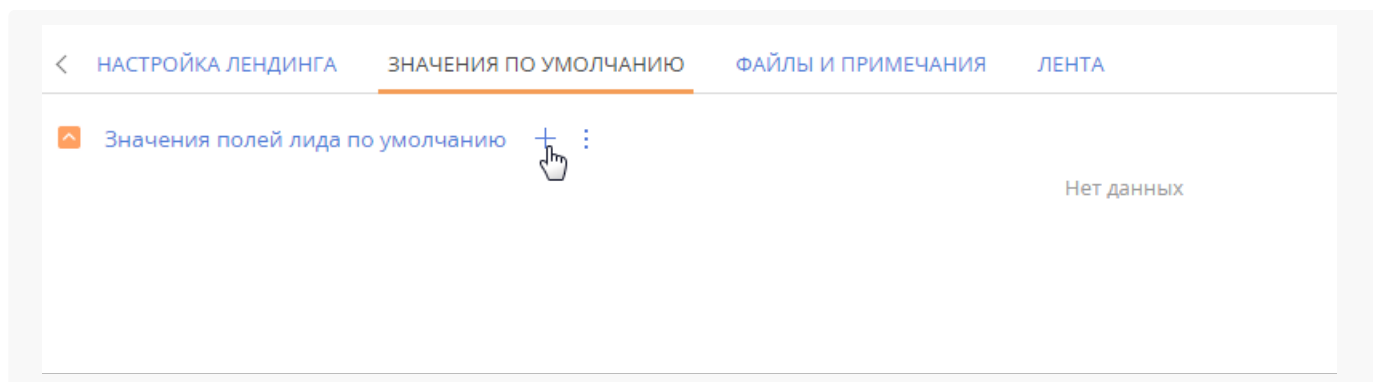 НАСТРОЙКА ЛЕНДИНГА ЗНАЧЕНИЯ ПО УМОЛЧАНИЮ ФАЙЛЫ И ПРИМЕЧАНИЯ ЛЕНТА
Значения полей лида по умолчанию
Нет данных